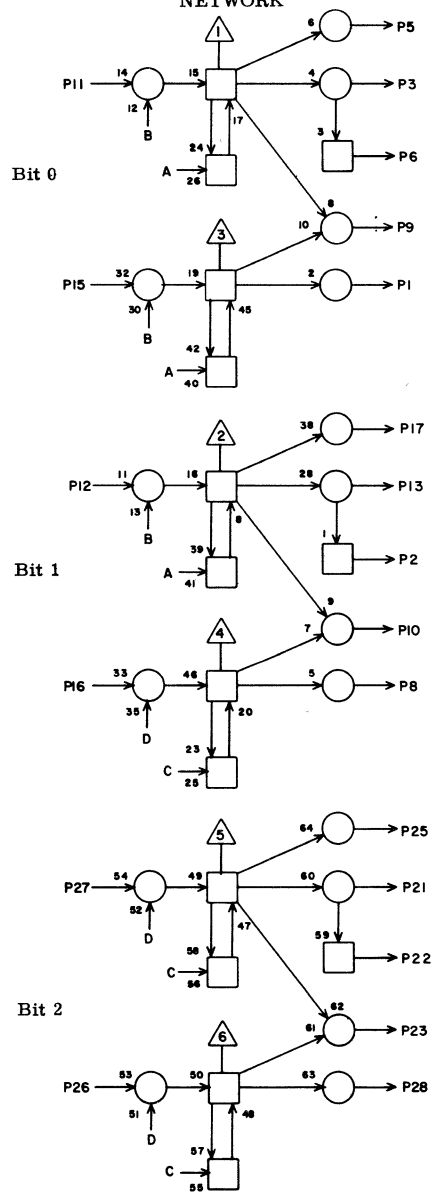 NETWORK
1
6
P5
P11
14
15
4
P3
12
B
17
3
24
P6
A
26
Bit 0
8
3
10
P9
P15
32
19
2
P1
30
B
45
42
A
40
2
38
P17
P12
11
16
28
P13
13
B
8
1
39
P2
Bit 1
A
41
9
4
7
P10
P16
33
46
5
P8
35
D
20
23
C
25
5
64
P25
P27
54
49
60
P21
52
D
47
59
58
P22
C
56
Bit 2
62
6
61
P23
P26
53
50
63
P28
51
D
48
57
C
55